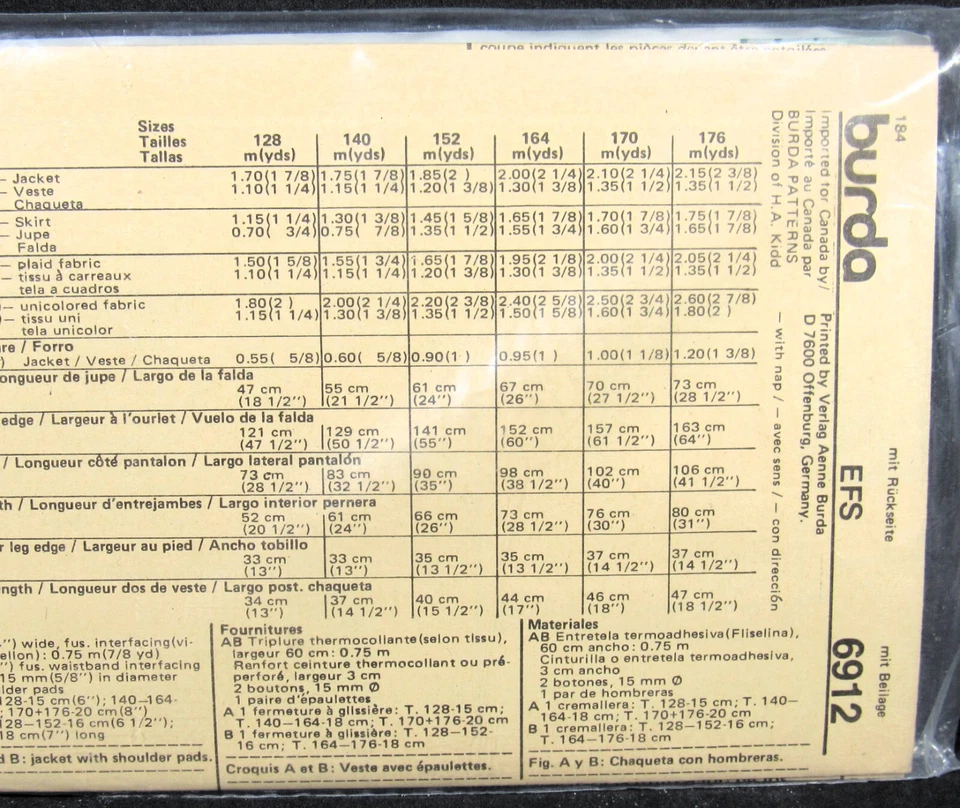 coupe indiquent les pièces devant être entoilées
Sizes
Tailles
Tallas
128 140 152 164 170 176
m(yds) m(yds) m(yds) m(yds) m(yds) m(yds)
— Jacket 1.70(1 7/8) 1.75(1 7/8) 1.85(2 ) 2.00(2 1/4) 2.10(2 1/4) 2.15(2 3/8)
— Veste 1.10(1 1/4) 1.15(1 1/4) 1.20(1 3/8) 1.30(1 3/8) 1.35(1 1/2) 1.35(1 1/2)
Chaqueta
— Skirt 1.15(1 1/4) 1.30(1 3/8) 1.45(1 5/8) 1.65(1 7/8) 1.70(1 7/8) 1.75(1 7/8)
— Jupe 0.70( 3/4) 0.75( 7/8) 1.35(1 1/2) 1.55(1 3/4) 1.60(1 3/4) 1.65(1 7/8)
Falda
— plaid fabric 1.50(1 5/8) 1.55(1 3/4) 1.65(1 7/8) 1.95(2 1/8) 2.00(2 1/4) 2.05(2 1/4)
— tissu à carreaux 1.10(1 1/4) 1.15(1 1/4) 1.20(1 3/8) 1.30(1 3/8) 1.35(1 1/2) 1.35(1 1/2)
tela a cuadros
)— unicolored fabric 1.80(2 ) 2.00(2 1/4) 2.20(2 3/8) 2.40(2 5/8) 2.50(2 3/4) 2.60(2 7/8)
)— tissu uni 1.15(1 1/4) 1.30(1 3/8) 1.35(1 1/2) 1.50(1 5/8) 1.60(1 3/4) 1.80(2 )
tela unicolor
re / Forro
) Jacket / Veste / Chaqueta 0.55( 5/8) 0.60( 5/8) 0.90(1 ) 0.95(1 ) 1.00(1 1/8) 1.20(1 3/8)
ongueur de jupe / Largo de la falda
47 cm 55 cm 61 cm 67 cm 70 cm 73 cm
(18 1/2") (21 1/2") (24") (26") (27 1/2") (28 1/2")
edge / Largeur à l'ourlet / Vuelo de la falda
121 cm 129 cm 141 cm 152 cm 157 cm 163 cm
(47 1/2") (50 1/2") (55") (60") (61 1/2") (64")
/ Longueur côté pantalon / Largo lateral pantalón
73 cm 83 cm 90 cm 98 cm 102 cm 106 cm
(28 1/2") (32 1/2") (35") (38 1/2") (40") (41 1/2")
th / Longueur d'entrejambes / Largo interior pernera
52 cm 61 cm 66 cm 73 cm 76 cm 80 cm
(20 1/2") (24") (26") (28 1/2") (30") (31")
r leg edge / Largeur au pied / Ancho tobillo
33 cm 33 cm 35 cm 35 cm 37 cm 37 cm
(13") (13") (13 1/2") (13 1/2") (14 1/2") (14 1/2")
ngth / Longueur dos de veste / Largo post. chaqueta
34 cm 37 cm 40 cm 44 cm 46 cm 47 cm
(13") (14 1/2") (15 1/2") (17") (18") (18 1/2")
") wide, fus. interfacing(vi-
ellon): 0.75 m(7/8 yd)
") fus. waistband interfacing
15 mm(5/8") in diameter
lder pads
128-15 cm(6"); 140–164-
; 170+176-20 cm(8")
128–152-16 cm(6 1/2");
18 cm(7") long
d B: jacket with shoulder pads.
Fournitures
AB Triplure thermocollante(selon tissu),
largeur 60 cm: 0.75 m
Renfort ceinture thermocollant ou pré-
perforé, largeur 3 cm
2 boutons, 15 mm Ø
1 paire d'épaulettes
A 1 fermeture à glissière: T. 128-15 cm;
T. 140–164-18 cm; T. 170+176-20 cm
B 1 fermeture à glissière: T. 128–152-
16 cm; T. 164–176-18 cm
Croquis A et B: Veste avec épaulettes.
Materiales
AB Entretela termoadhesiva(Fliselina),
60 cm ancho: 0.75 m
Cinturilla o entretela termoadhesiva,
3 cm ancho
2 botones, 15 mm Ø
1 par de hombreras
A 1 cremallera: T. 128-15 cm; T. 140–
164-18 cm; T. 170+176-20 cm
B 1 cremallera: T. 128–152-16 cm;
T. 164–176-18 cm
Fig. A y B: Chaqueta con hombreras.
184
burda
EFS
6912
mit Rückseite
mit Beilage
Imported for Canada by/
Importé au Canada par
BURDA PATTERNS
Division of H.A. Kidd
Printed by Verlag Aenne Burda
D 7600 Offenburg, Germany.
— with nap / — avec sens / — con dirección